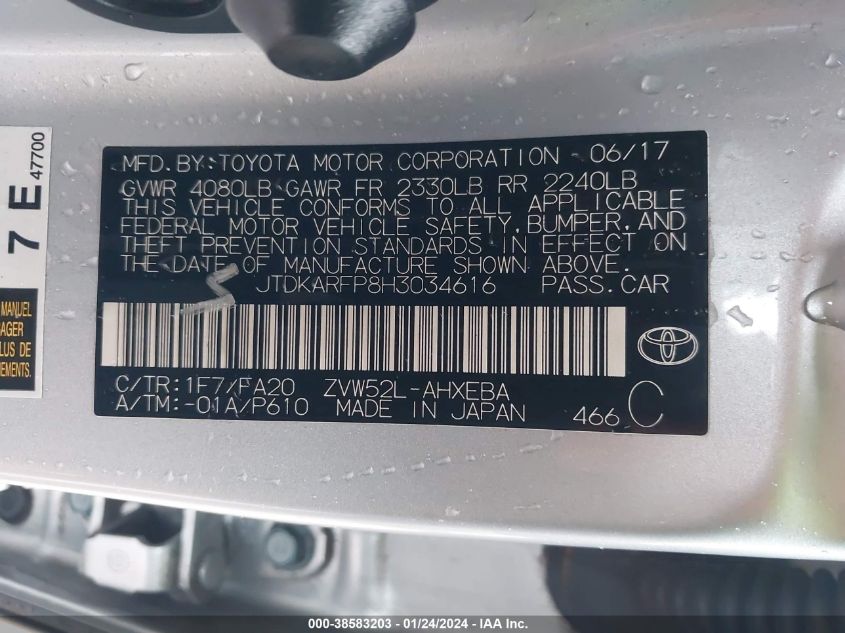 MFD.BY:TOYOTA MOTOR CORPORATION 06/17
GVWR 4080LB GAWR FR 2330LB RR 2240LB
THIS VEHICLE CONFORMS TO ALL APPLICABLE
FEDERAL MOTOR VEHICLE SAFETY, BUMPER, AND
THEFT PREVENTION STANDARDS IN EFFECT ON
THE DATE OF MANUFACTURE SHOWN ABOVE.
JTDKARFP8H3034616 PASS.CAR
C/TR:1F7/FA20 ZVW52L-AHXEBA
A/TM:-01A/P610 MADE IN JAPAN 466 C
7 E 47700
MANUEL
LUS DE
000-38583203 - 01/24/2024 - IAA Inc.